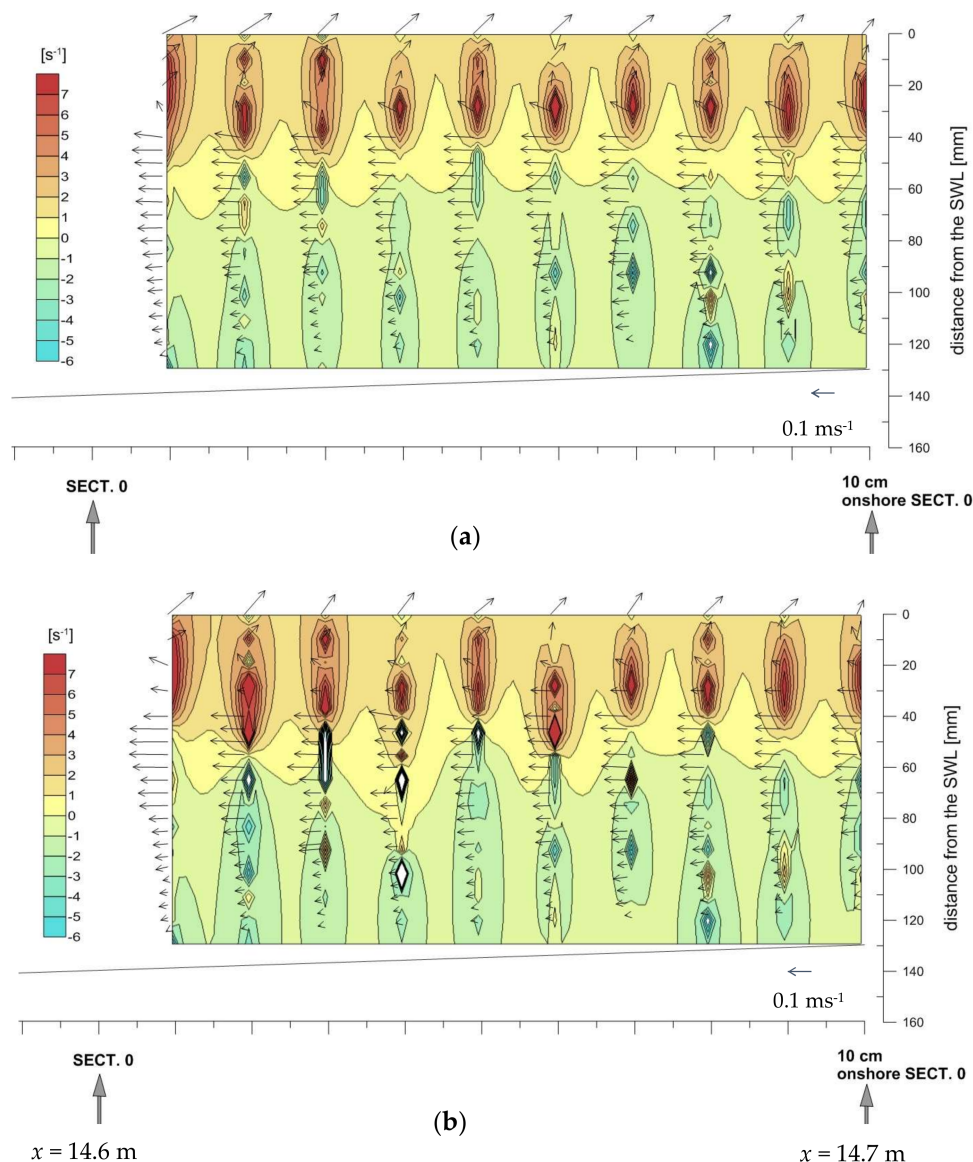 [s⁻¹]
7
6
5
4
3
2
1
0
-1
-2
-3
-4
-5
-6
0
20
40
60
80
100
120
140
160
distance from the SWL [mm]
0.1 ms⁻¹
SECT. 0
10 cm
onshore SECT. 0
(a)
[s⁻¹]
7
6
5
4
3
2
1
0
-1
-2
-3
-4
-5
-6
0
20
40
60
80
100
120
140
160
distance from the SWL [mm]
0.1 ms⁻¹
SECT. 0
10 cm
onshore SECT. 0
(b)
x = 14.6 m
x = 14.7 m